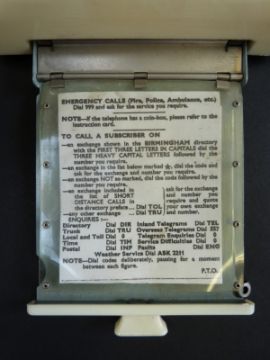 EMERGENCY CALLS (Fire, Police, Ambulance, etc.)
Dial 999 and ask for the service you require.
NOTE—If the telephone has a coin-box, please refer to the
instruction card.
TO CALL A SUBSCRIBER ON
—an exchange shown in the BIRMINGHAM directory
with the FIRST THREE LETTERS IN CAPITALS dial the
THREE HEAVY CAPITAL LETTERS followed by the
number you require.
—an exchange in the list below marked ☆, dial the code and
ask for the exchange and number you require.
—an exchange NOT so marked, dial the code followed by the
number you require.
—an exchange included in the list of SHORT DISTANCE CALLS in the directory preface... Dial TOL
—any other exchange ... Dial TRU
ask for the exchange and number you require and quote your own exchange and number.
ENQUIRIES :—
Directory Dial DIR Inland Telegrams Dial TEL
Trunk Dial TRU Overseas Telegrams Dial 557
Local and Toll Dial 0 Telegram Enquiries Dial 0
Time Dial TIM Service Difficulties Dial 0
Postal Dial INF Faults Dial ENG
Weather Service Dial ASK 2211
NOTE—Dial codes deliberately, pausing for a moment
between each figure.
P.T.O.